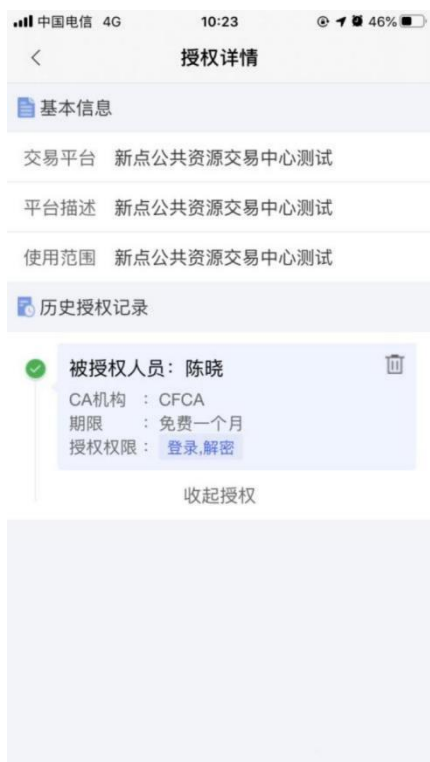 中国电信 4G 10:23 46%
授权详情
基本信息
交易平台 新点公共资源交易中心测试
平台描述 新点公共资源交易中心测试
使用范围 新点公共资源交易中心测试
历史授权记录
被授权人员：陈晓
CA机构 ：CFCA
期限 ：免费一个月
授权权限： 登录,解密
收起授权